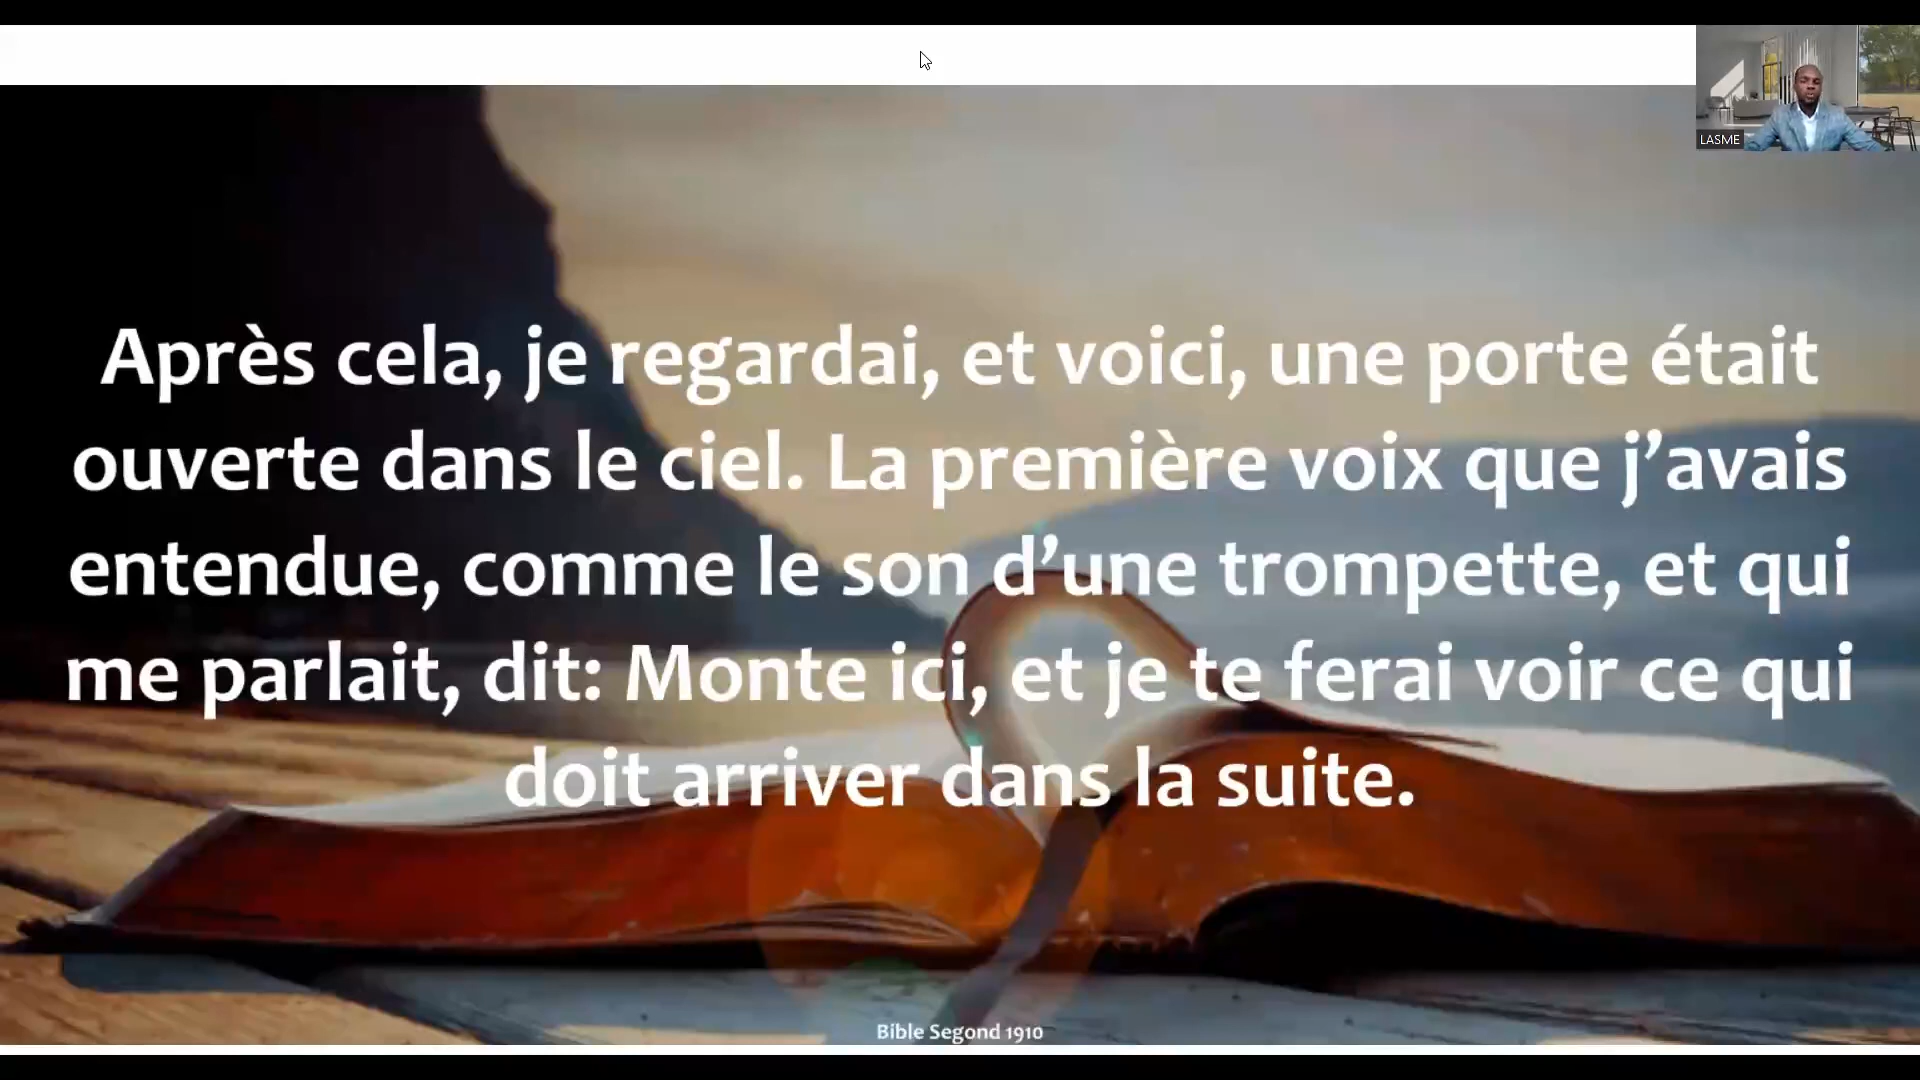 LASME
Après cela, je regardai, et voici, une porte était
ouverte dans le ciel. La première voix que j’avais
entendue, comme le son d’une trompette, et qui
me parlait, dit: Monte ici, et je te ferai voir ce qui
doit arriver dans la suite.
Bible Segond 1910